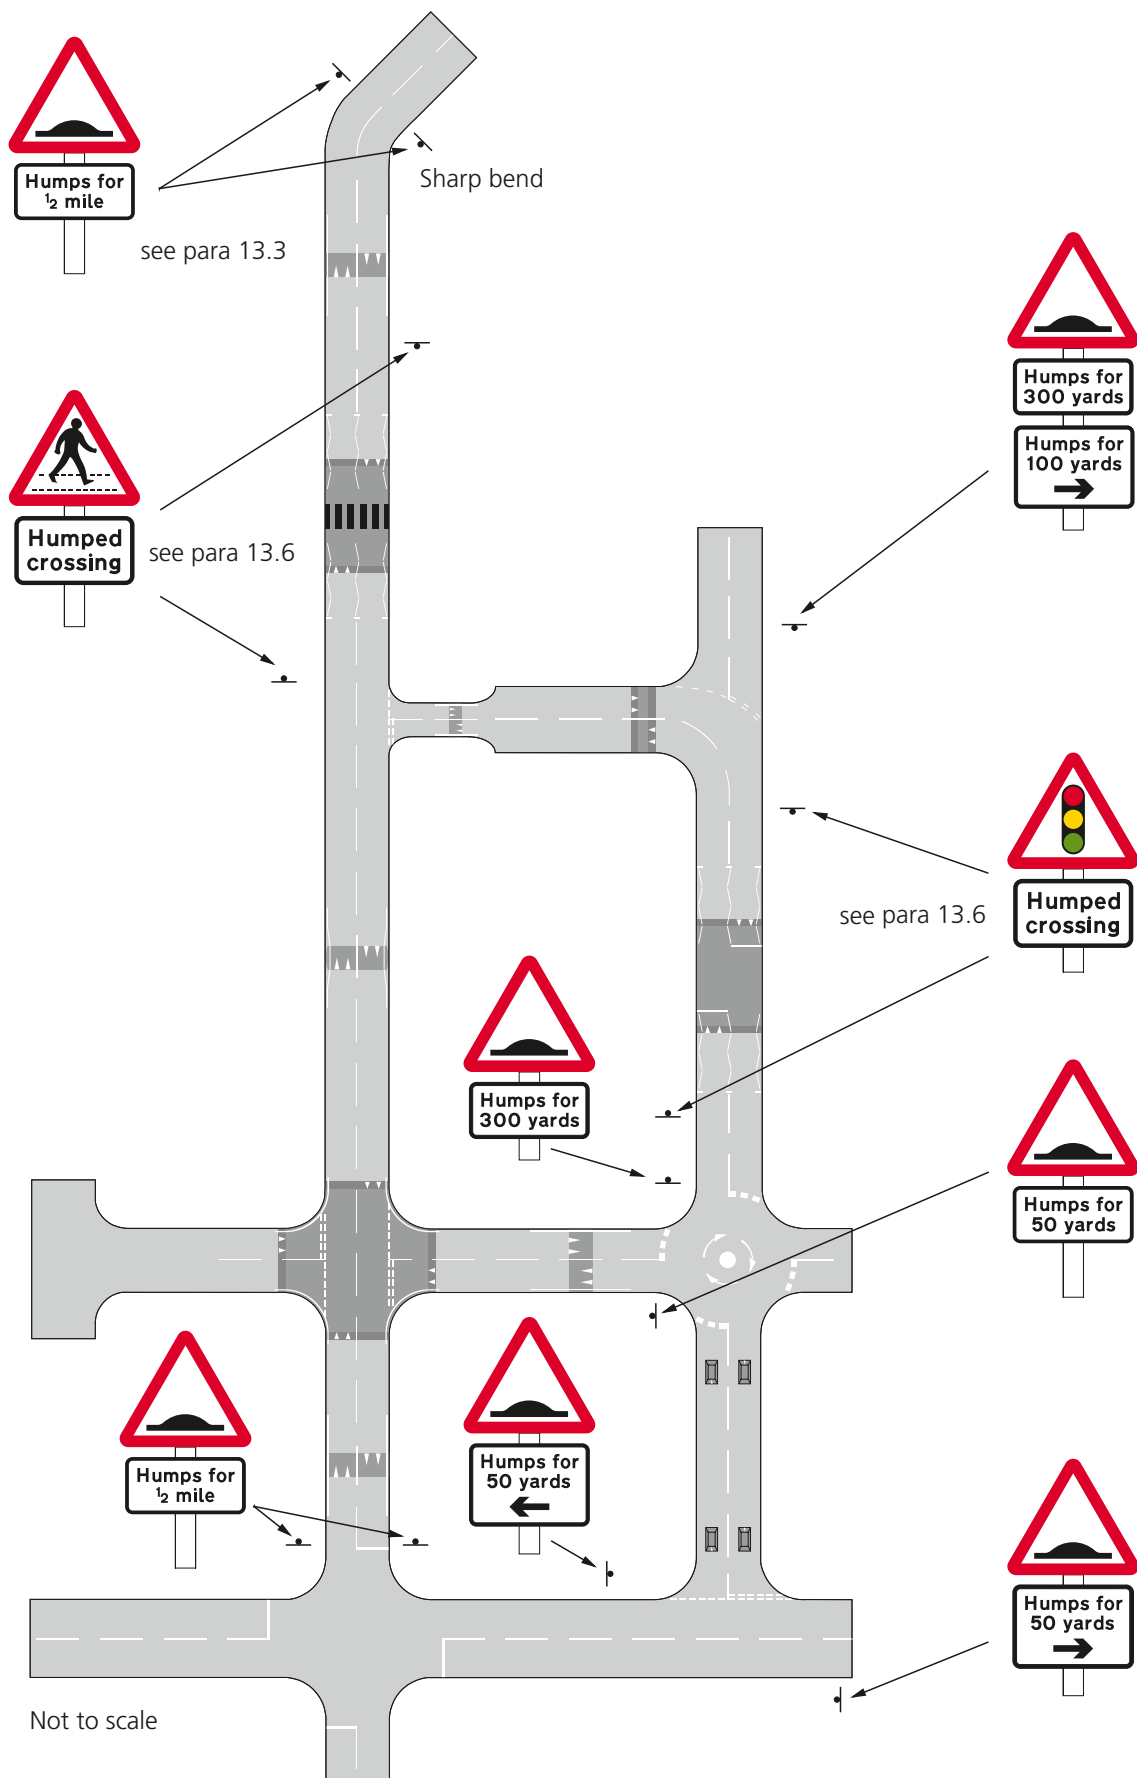 Humps for
½ mile
Sharp bend
see para 13.3
Humps for
300 yards
Humps for
100 yards
Humped
crossing
see para 13.6
Humped
crossing
see para 13.6
Humps for
300 yards
Humps for
50 yards
Humps for
½ mile
Humps for
50 yards
Humps for
50 yards
Not to scale